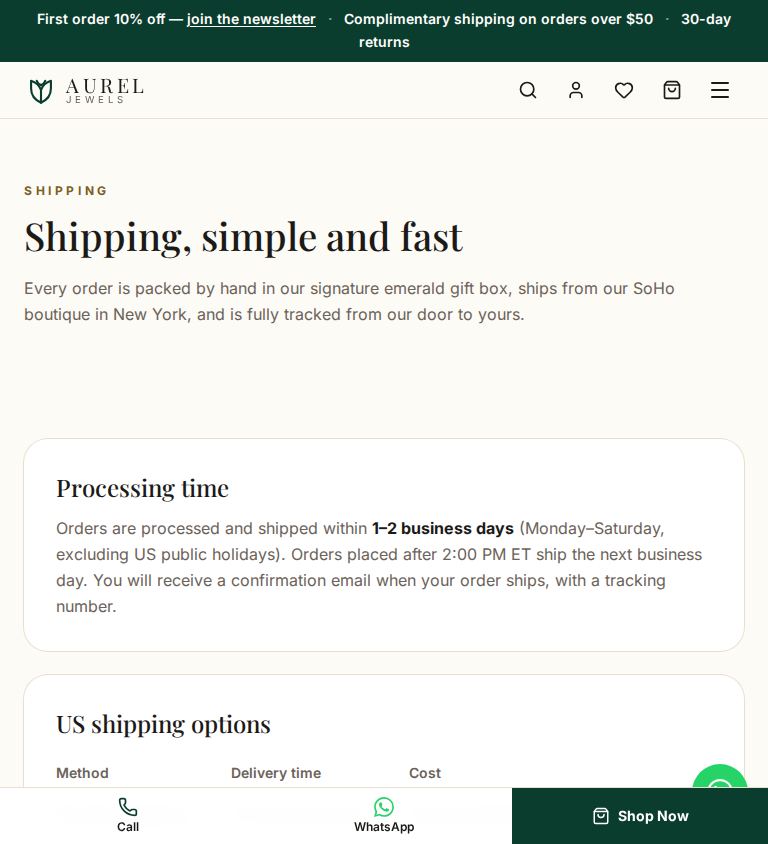 First order 10% off — join the newsletter · Complimentary shipping on orders over $50 · 30-day
returns
AUREL
JEWELS
SHIPPING
Shipping, simple and fast
Every order is packed by hand in our signature emerald gift box, ships from our SoHo
boutique in New York, and is fully tracked from our door to yours.
Processing time
Orders are processed and shipped within 1–2 business days (Monday–Saturday,
excluding US public holidays). Orders placed after 2:00 PM ET ship the next business
day. You will receive a confirmation email when your order ships, with a tracking
number.
US shipping options
Method Delivery time Cost
Call WhatsApp Shop Now